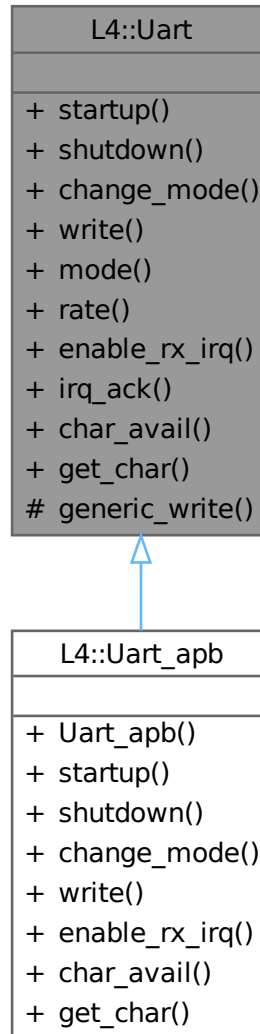 L4::Uart
+ startup()
+ shutdown()
+ change_mode()
+ write()
+ mode()
+ rate()
+ enable_rx_irq()
+ irq_ack()
+ char_avail()
+ get_char()
# generic_write()
L4::Uart_apb
+ Uart_apb()
+ startup()
+ shutdown()
+ change_mode()
+ write()
+ enable_rx_irq()
+ char_avail()
+ get_char()